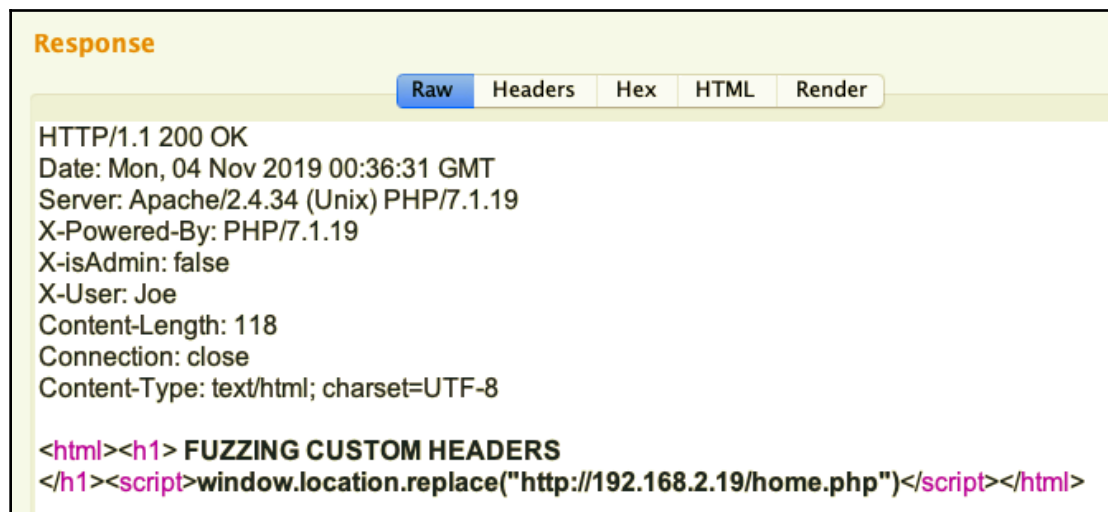 Response
Raw Headers Hex HTML Render
HTTP/1.1 200 OK
Date: Mon, 04 Nov 2019 00:36:31 GMT
Server: Apache/2.4.34 (Unix) PHP/7.1.19
X-Powered-By: PHP/7.1.19
X-isAdmin: false
X-User: Joe
Content-Length: 118
Connection: close
Content-Type: text/html; charset=UTF-8
<html><h1> FUZZING CUSTOM HEADERS
</h1><script>window.location.replace("http://192.168.2.19/home.php")</script></html>